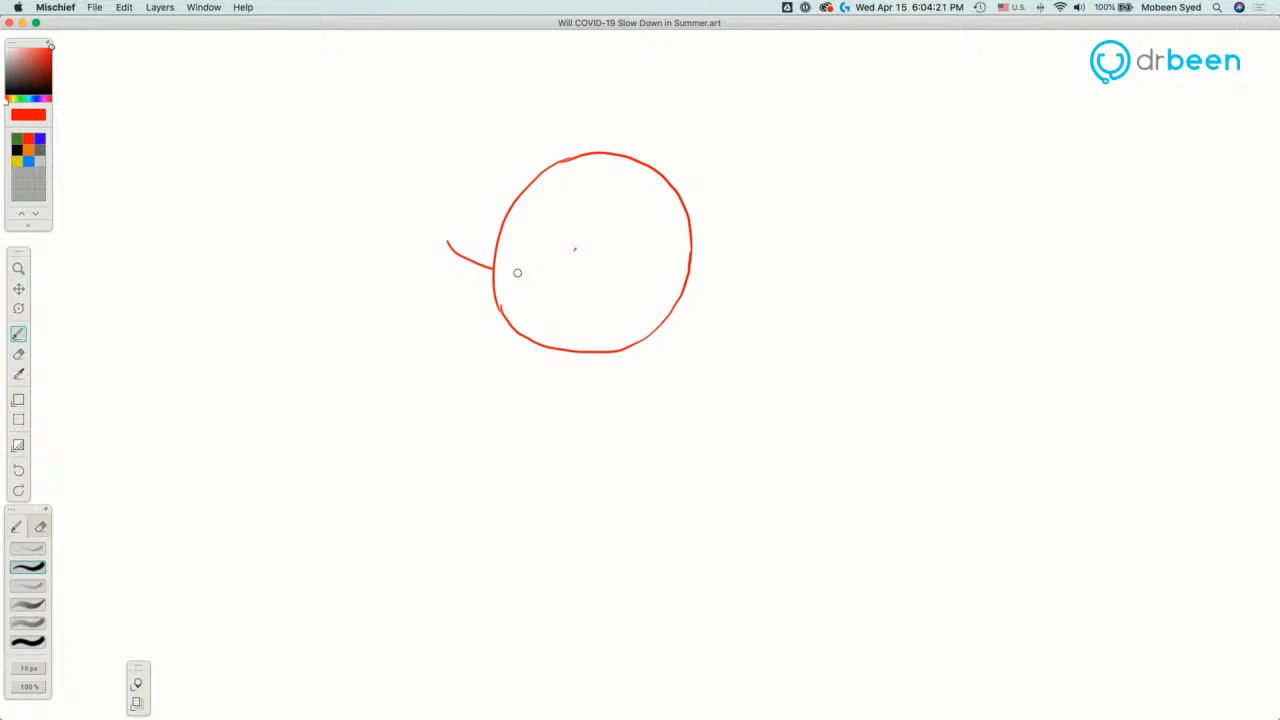 Mischief File Edit Layers Window Help
Wed Apr 15 6:04:21 PM U.S. 100% Mobeen Syed
Will COVID-19 Slow Down in Summer.art
drbeen
10 px
100 %